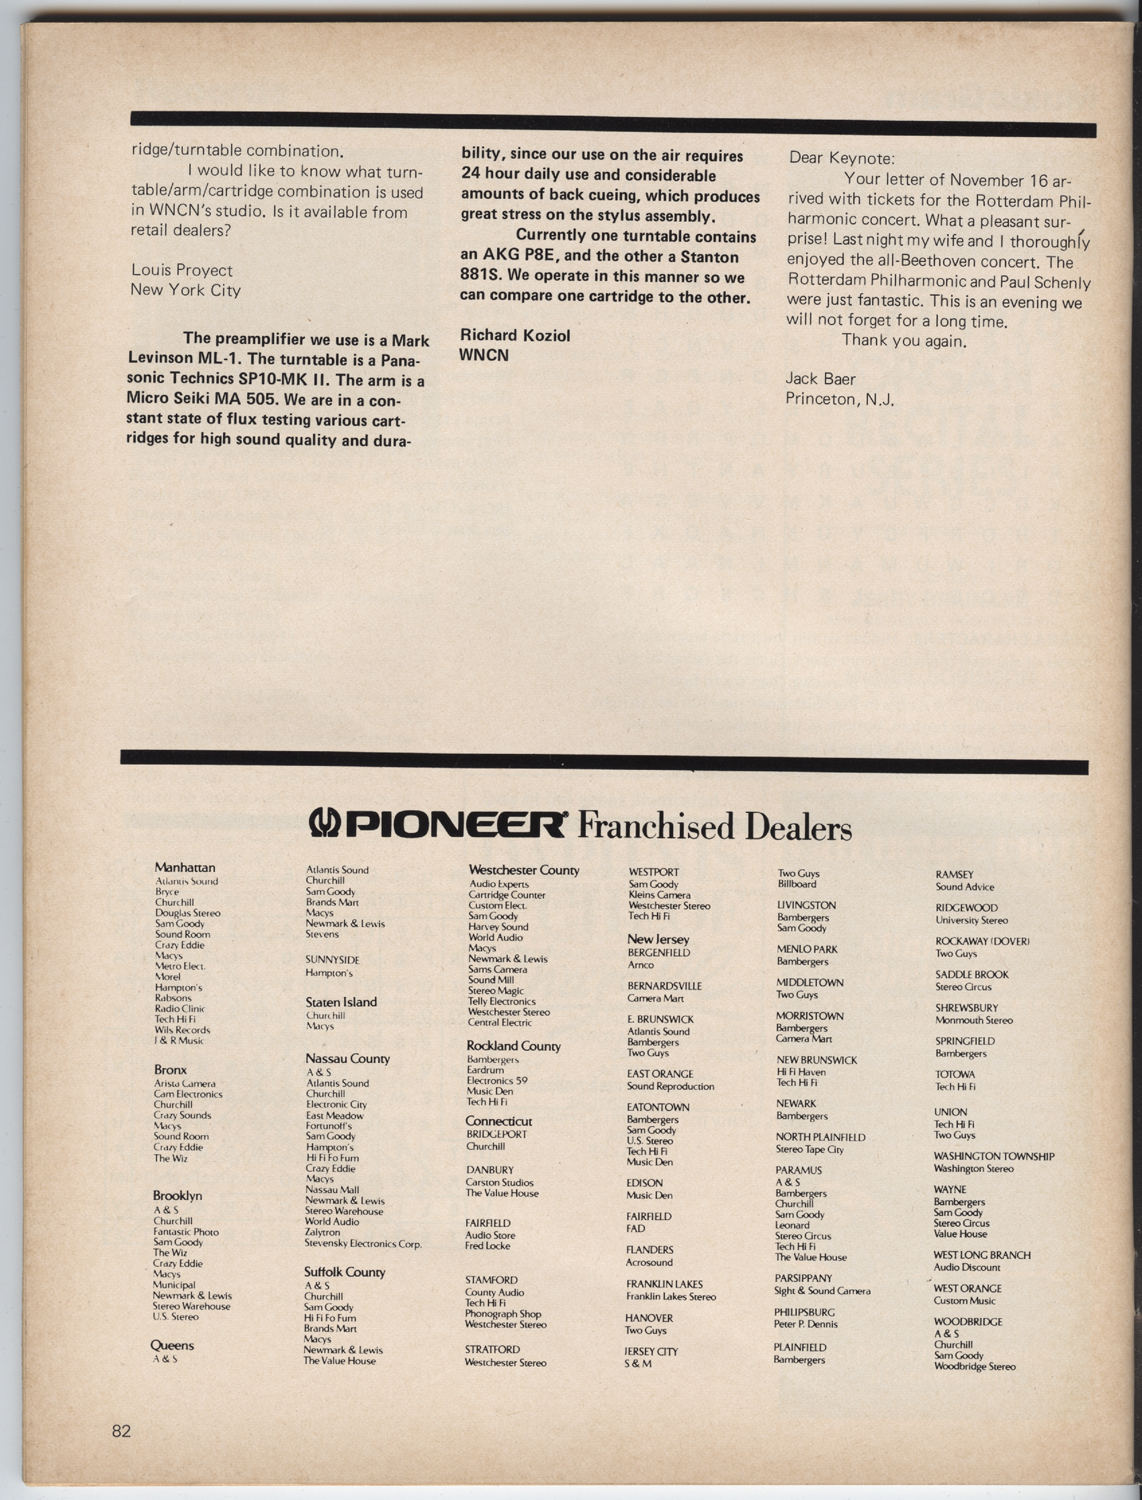 ridge/turntable combination.
I would like to know what turn-
table/arm/cartridge combination is used
in WNCN's studio. Is it available from
retail dealers?
Louis Proyect
New York City
The preamplifier we use is a Mark
Levinson ML-1. The turntable is a Pana-
sonic Technics SP10-MK II. The arm is a
Micro Seiki MA 505. We are in a con-
stant state of flux testing various cart-
ridges for high sound quality and dura-
bility, since our use on the air requires
24 hour daily use and considerable
amounts of back cueing, which produces
great stress on the stylus assembly.
Currently one turntable contains
an AKG P8E, and the other a Stanton
881S. We operate in this manner so we
can compare one cartridge to the other.
Richard Koziol
WNCN
Dear Keynote:
Your letter of November 16 ar-
rived with tickets for the Rotterdam Phil-
harmonic concert. What a pleasant sur-
prise! Last night my wife and I thoroughly
enjoyed the all-Beethoven concert. The
Rotterdam Philharmonic and Paul Schenly
were just fantastic. This is an evening we
will not forget for a long time.
Thank you again.
Jack Baer
Princeton, N.J.
PIONEER® Franchised Dealers
Manhattan
Atlantis Sound
Bryce
Churchill
Douglas Stereo
Sam Goody
Sound Room
Crazy Eddie
Macys
Metro Elect.
Morel
Hampton's
Rabsons
Radio Clinic
Tech Hi Fi
Wils Records
J & R Music
Bronx
Arista Camera
Cam Electronics
Churchill
Crazy Sounds
Macys
Sound Room
Crazy Eddie
The Wiz
Brooklyn
A & S
Churchill
Fantastic Photo
Sam Goody
The Wiz
Crazy Eddie
Macys
Municipal
Newmark & Lewis
Stereo Warehouse
U.S. Stereo
Queens
A & S
Atlantis Sound
Churchill
Sam Goody
Brands Mart
Macys
Newmark & Lewis
Stevens
SUNNYSIDE
Hampton's
Staten Island
Churchill
Macys
Nassau County
A & S
Atlantis Sound
Churchill
Electronic City
East Meadow
Fortunoff's
Sam Goody
Hampton's
Hi Fi Fo Fum
Crazy Eddie
Macys
Nassau Mall
Newmark & Lewis
Stereo Warehouse
World Audio
Zalytron
Stevensky Electronics Corp.
Suffolk County
A & S
Churchill
Sam Goody
Hi Fi Fo Fum
Brands Mart
Macys
Newmark & Lewis
The Value House
Westchester County
Audio Experts
Cartridge Counter
Custom Elect.
Sam Goody
Harvey Sound
World Audio
Macys
Newmark & Lewis
Sams Camera
Sound Mill
Stereo Magic
Telly Electronics
Westchester Stereo
Central Electric
Rockland County
Bambergers
Eardrum
Electronics 59
Music Den
Tech Hi Fi
Connecticut
BRIDGEPORT
Churchill
DANBURY
Carston Studios
The Value House
FAIRFIELD
Audio Store
Fred Locke
STAMFORD
County Audio
Tech Hi Fi
Phonograph Shop
Westchester Stereo
STRATFORD
Westchester Stereo
WESTPORT
Sam Goody
Kleins Camera
Westchester Stereo
Tech Hi Fi
New Jersey
BERGENFIELD
Arnco
BERNARDSVILLE
Camera Mart
E. BRUNSWICK
Atlantis Sound
Bambergers
Two Guys
EAST ORANGE
Sound Reproduction
EATONTOWN
Bambergers
Sam Goody
U.S. Stereo
Tech Hi Fi
Music Den
EDISON
Music Den
FAIRFIELD
FAD
FLANDERS
Acrosound
FRANKLIN LAKES
Franklin Lakes Stereo
HANOVER
Two Guys
JERSEY CITY
S & M
Two Guys
Billboard
LIVINGSTON
Bambergers
Sam Goody
MENLO PARK
Bambergers
MIDDLETOWN
Two Guys
MORRISTOWN
Bambergers
Camera Mart
NEW BRUNSWICK
Hi Fi Haven
Tech Hi Fi
NEWARK
Bambergers
NORTH PLAINFIELD
Stereo Tape City
PARAMUS
A & S
Bambergers
Churchill
Sam Goody
Leonard
Stereo Circus
Tech Hi Fi
The Value House
PARSIPPANY
Sight & Sound Camera
PHILIPSBURG
Peter P. Dennis
PLAINFIELD
Bambergers
RAMSEY
Sound Advice
RIDGEWOOD
University Stereo
ROCKAWAY (DOVER)
Two Guys
SADDLE BROOK
Stereo Circus
SHREWSBURY
Monmouth Stereo
SPRINGFIELD
Bambergers
TOTOWA
Tech Hi Fi
UNION
Tech Hi Fi
Two Guys
WASHINGTON TOWNSHIP
Washington Stereo
WAYNE
Bambergers
Sam Goody
Stereo Circus
Value House
WEST LONG BRANCH
Audio Discount
WEST ORANGE
Custom Music
WOODBRIDGE
A & S
Churchill
Sam Goody
Woodbridge Stereo
82